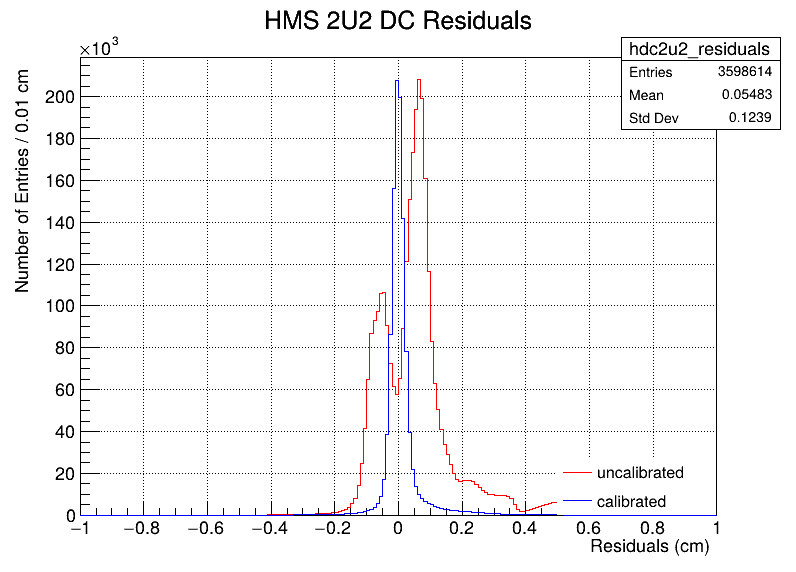 HMS 2U2 DC Residuals
×10³
hdc2u2_residuals
Entries 3598614
Mean 0.05483
Std Dev 0.1239
Number of Entries / 0.01 cm
200
180
160
140
120
100
80
60
40
20
0
uncalibrated
calibrated
−1 −0.8 −0.6 −0.4 −0.2 0 0.2 0.4 0.6 0.8 1
Residuals (cm)